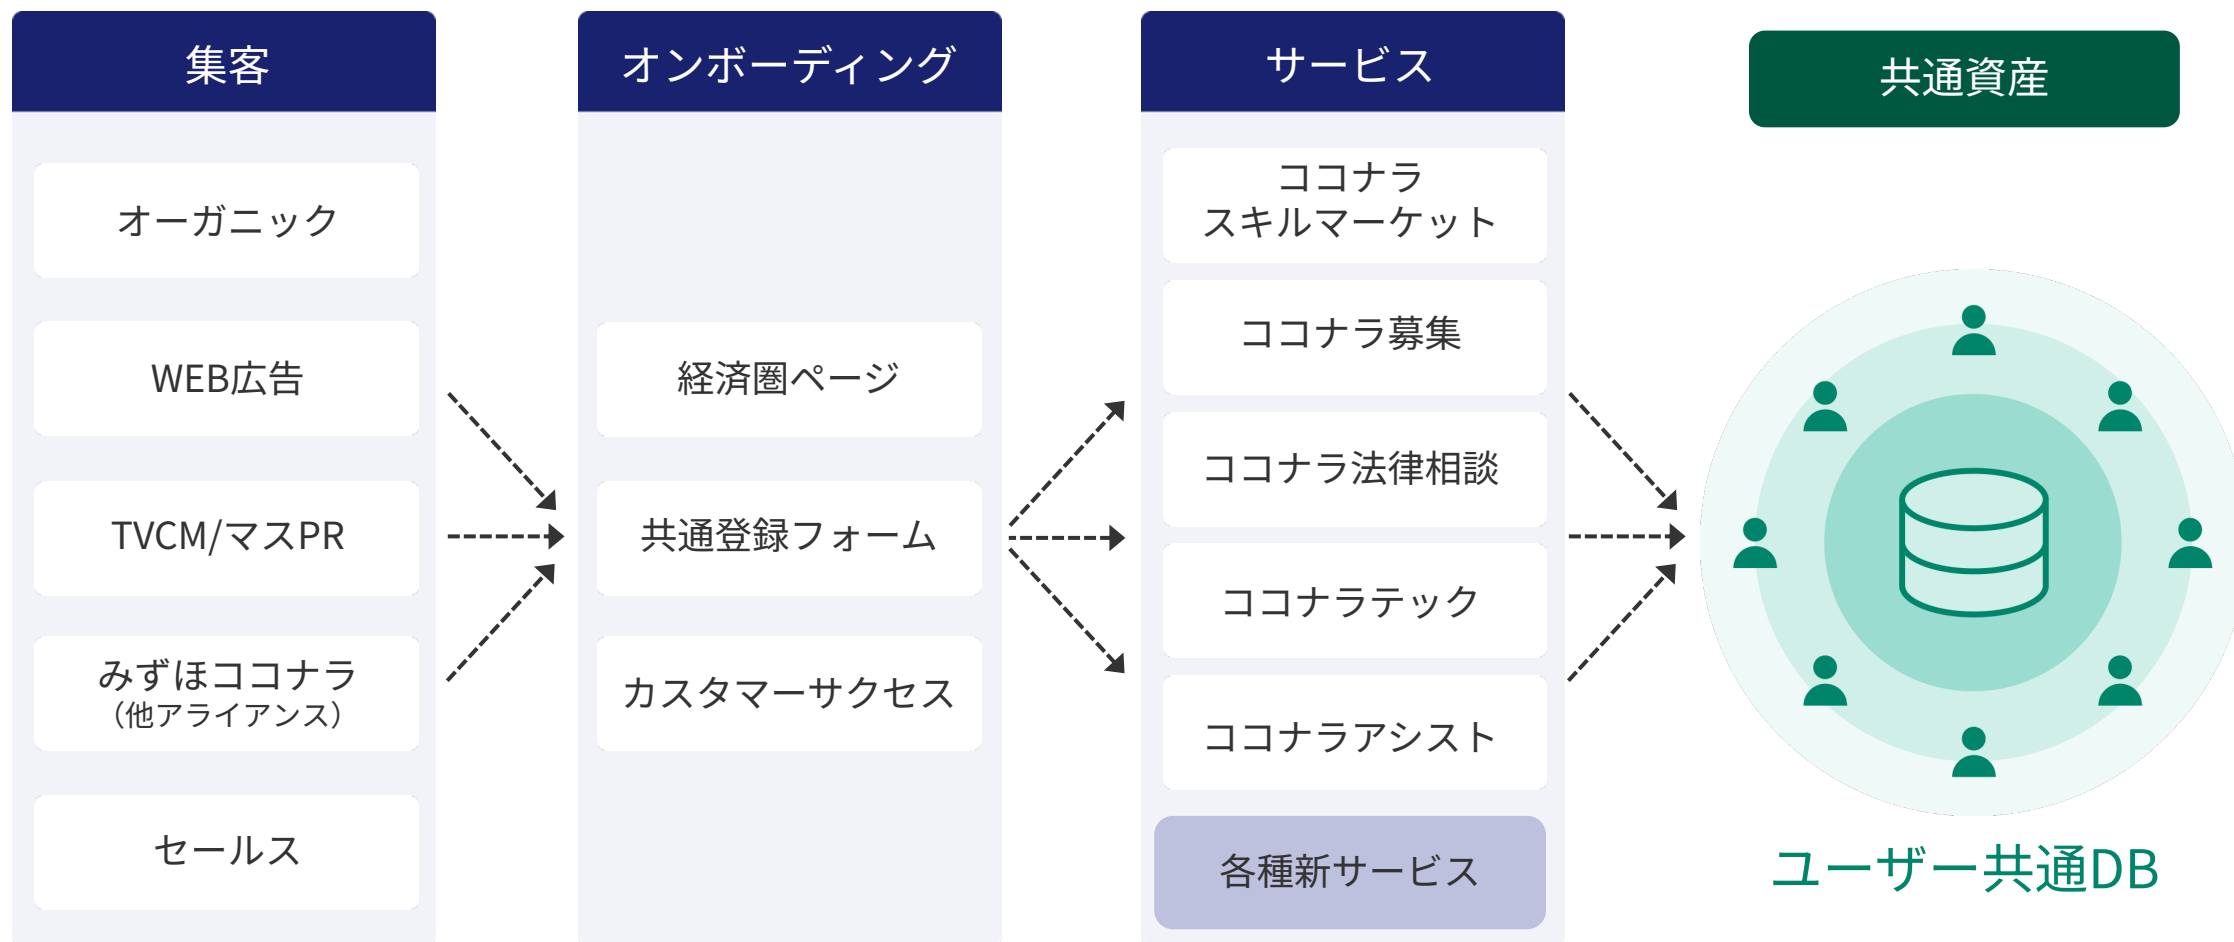 集客
オーガニック
WEB広告
TVCM/マスPR
みずほココナラ
（他アライアンス）
セールス
オンボーディング
経済圏ページ
共通登録フォーム
カスタマーサクセス
サービス
ココナラ
スキルマーケット
ココナラ募集
ココナラ法律相談
ココナラテック
ココナラアシスト
各種新サービス
共通資産
ユーザー共通DB